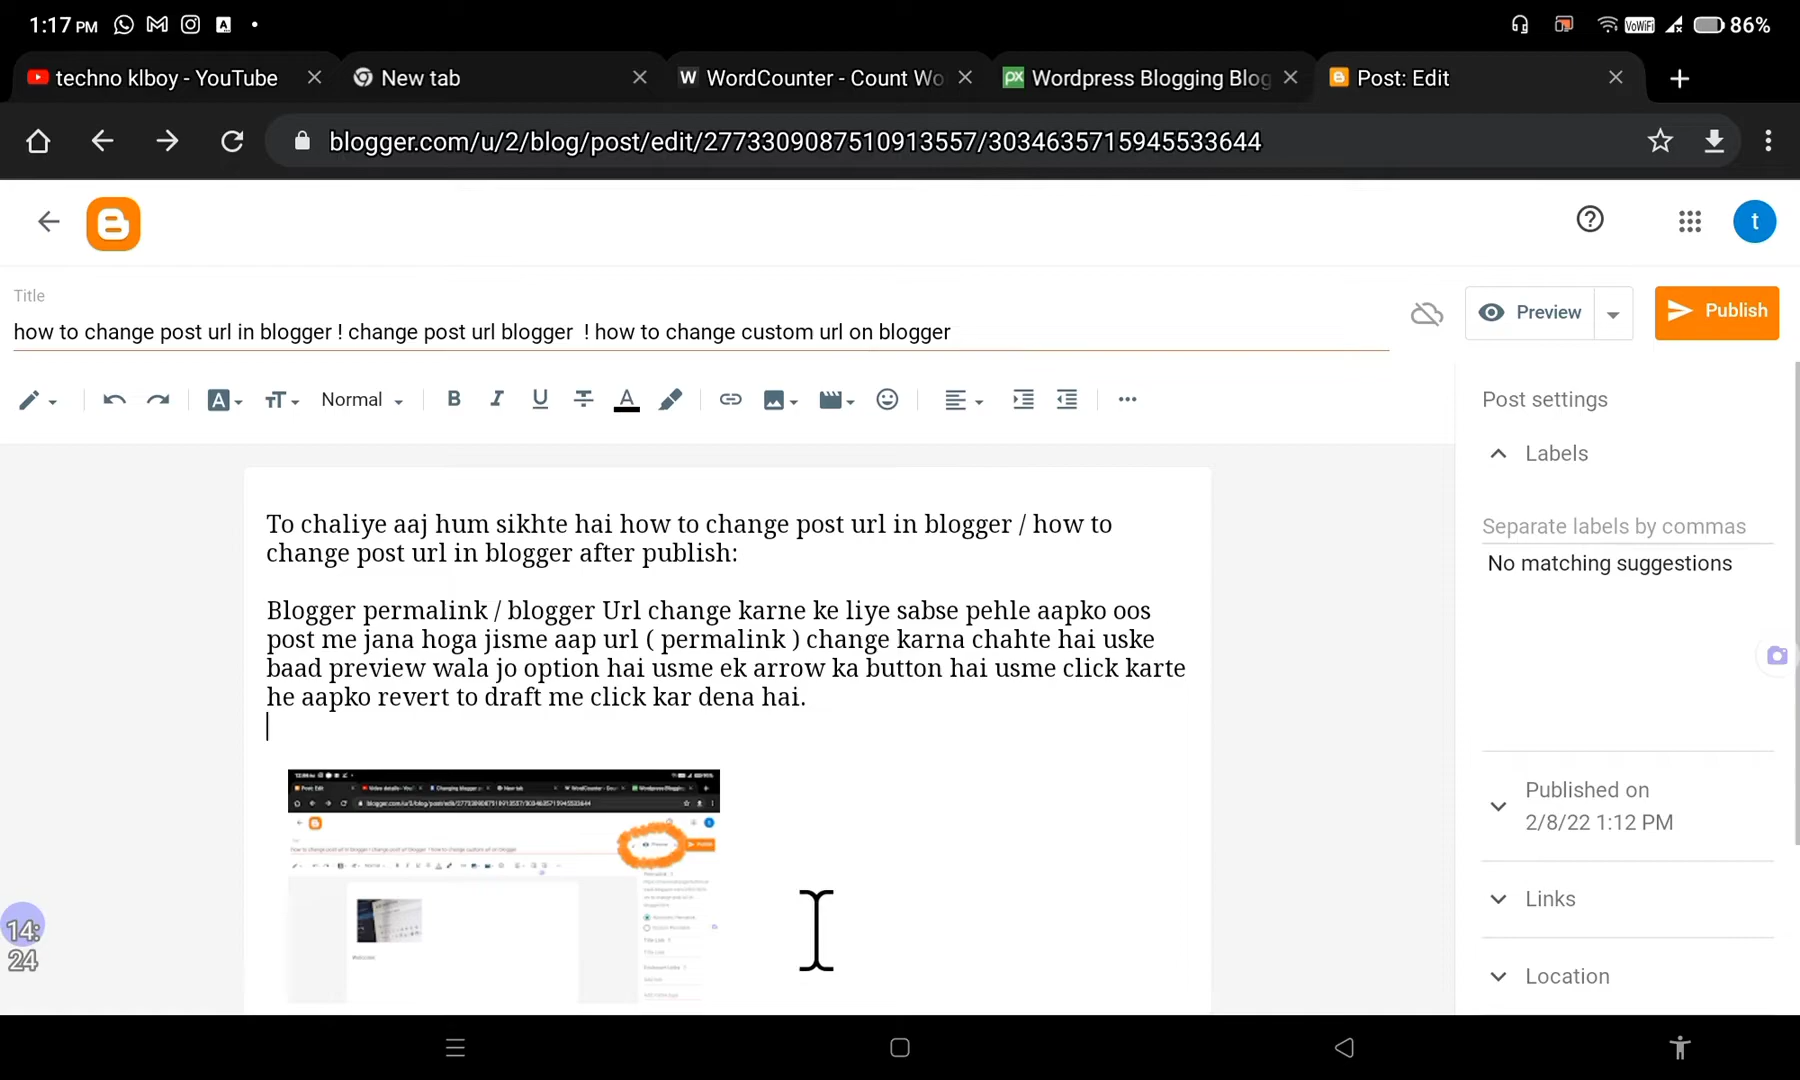 1:17 PM
86%
VoWiFi
techno klboy - YouTube
New tab
WordCounter - Count Wo
Wordpress Blogging Blog
Post: Edit
blogger.com/u/2/blog/post/edit/2773309087510913557/3034635715945533644
t
Title
how to change post url in blogger ! change post url blogger ! how to change custom url on blogger
Preview
Publish
Normal
Post settings
Labels
Separate labels by commas
No matching suggestions
Published on
2/8/22 1:12 PM
Links
Location
To chaliye aaj hum sikhte hai how to change post url in blogger / how to
change post url in blogger after publish:
Blogger permalink / blogger Url change karne ke liye sabse pehle aapko oos
post me jana hoga jisme aap url ( permalink ) change karna chahte hai uske
baad preview wala jo option hai usme ek arrow ka button hai usme click karte
he aapko revert to draft me click kar dena hai.
14:
24